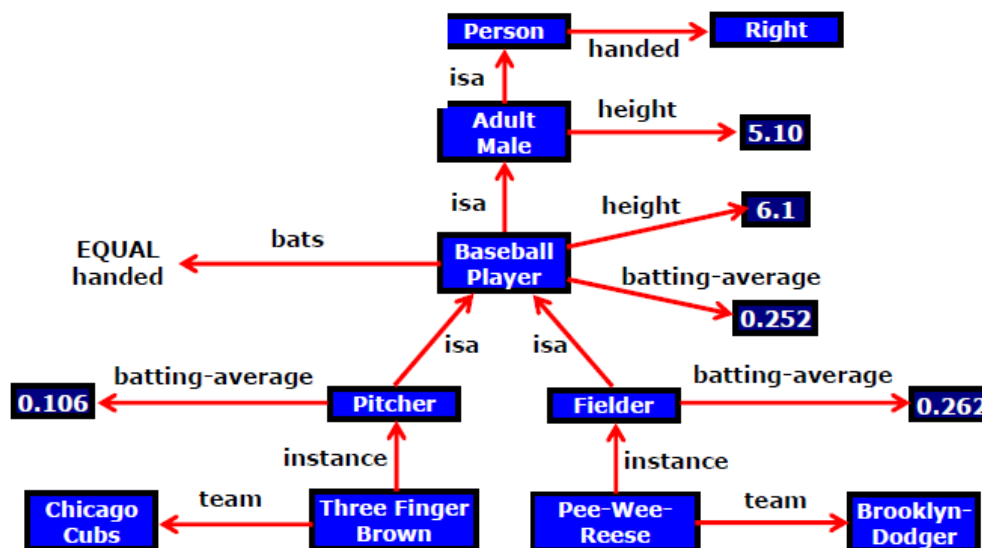 Person
handed
Right
isa
Adult
Male
height
5.10
isa
height
6.1
EQUAL
handed
bats
Baseball
Player
batting-average
0.252
isa
isa
0.106
batting-average
Pitcher
Fielder
batting-average
0.262
instance
instance
Chicago
Cubs
team
Three Finger
Brown
Pee-Wee-
Reese
team
Brooklyn-
Dodger